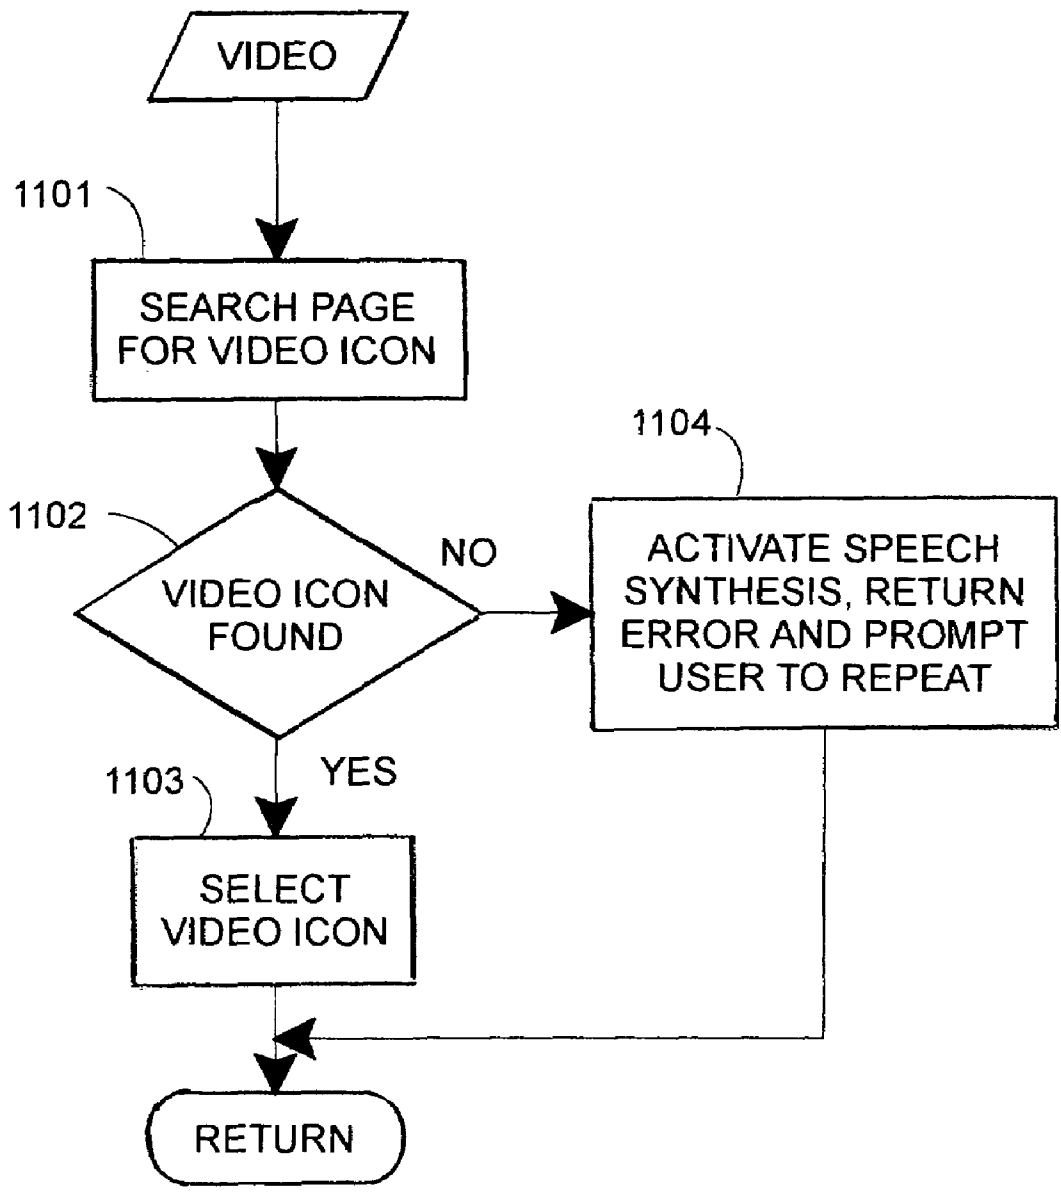 VIDEO
1101
SEARCH PAGE
FOR VIDEO ICON
1102
VIDEO ICON
FOUND
NO
1104
ACTIVATE SPEECH
SYNTHESIS, RETURN
ERROR AND PROMPT
USER TO REPEAT
YES
1103
SELECT
VIDEO ICON
RETURN